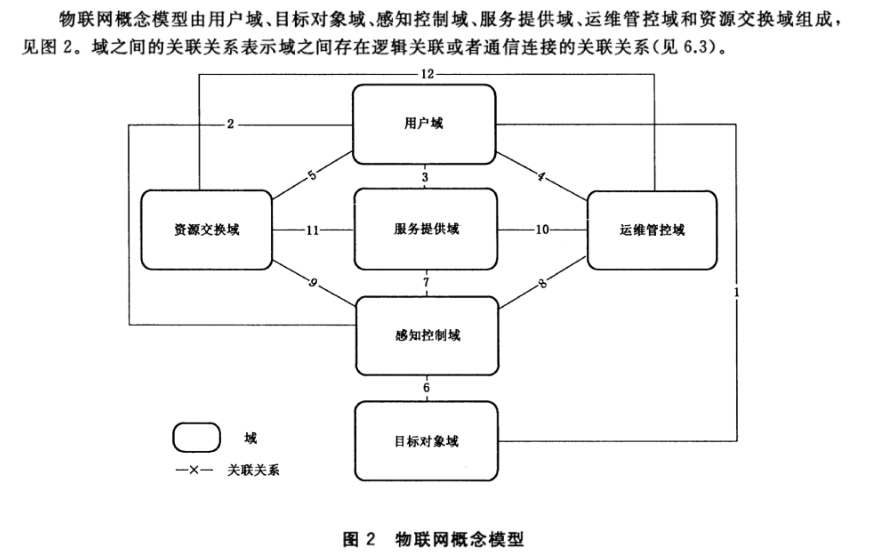 物联网概念模型由用户域、目标对象域、感知控制域、服务提供域、运维管控域和资源交换域组成，
见图 2。域之间的关联关系表示域之间存在逻辑关联或者通信连接的关联关系(见 6.3)。
12
用户域
2
1
5
3
4
资源交换域
11
服务提供域
10
运维管控域
9
7
8
感知控制域
6
目标对象域
域
—×— 关联关系
图 2 物联网概念模型